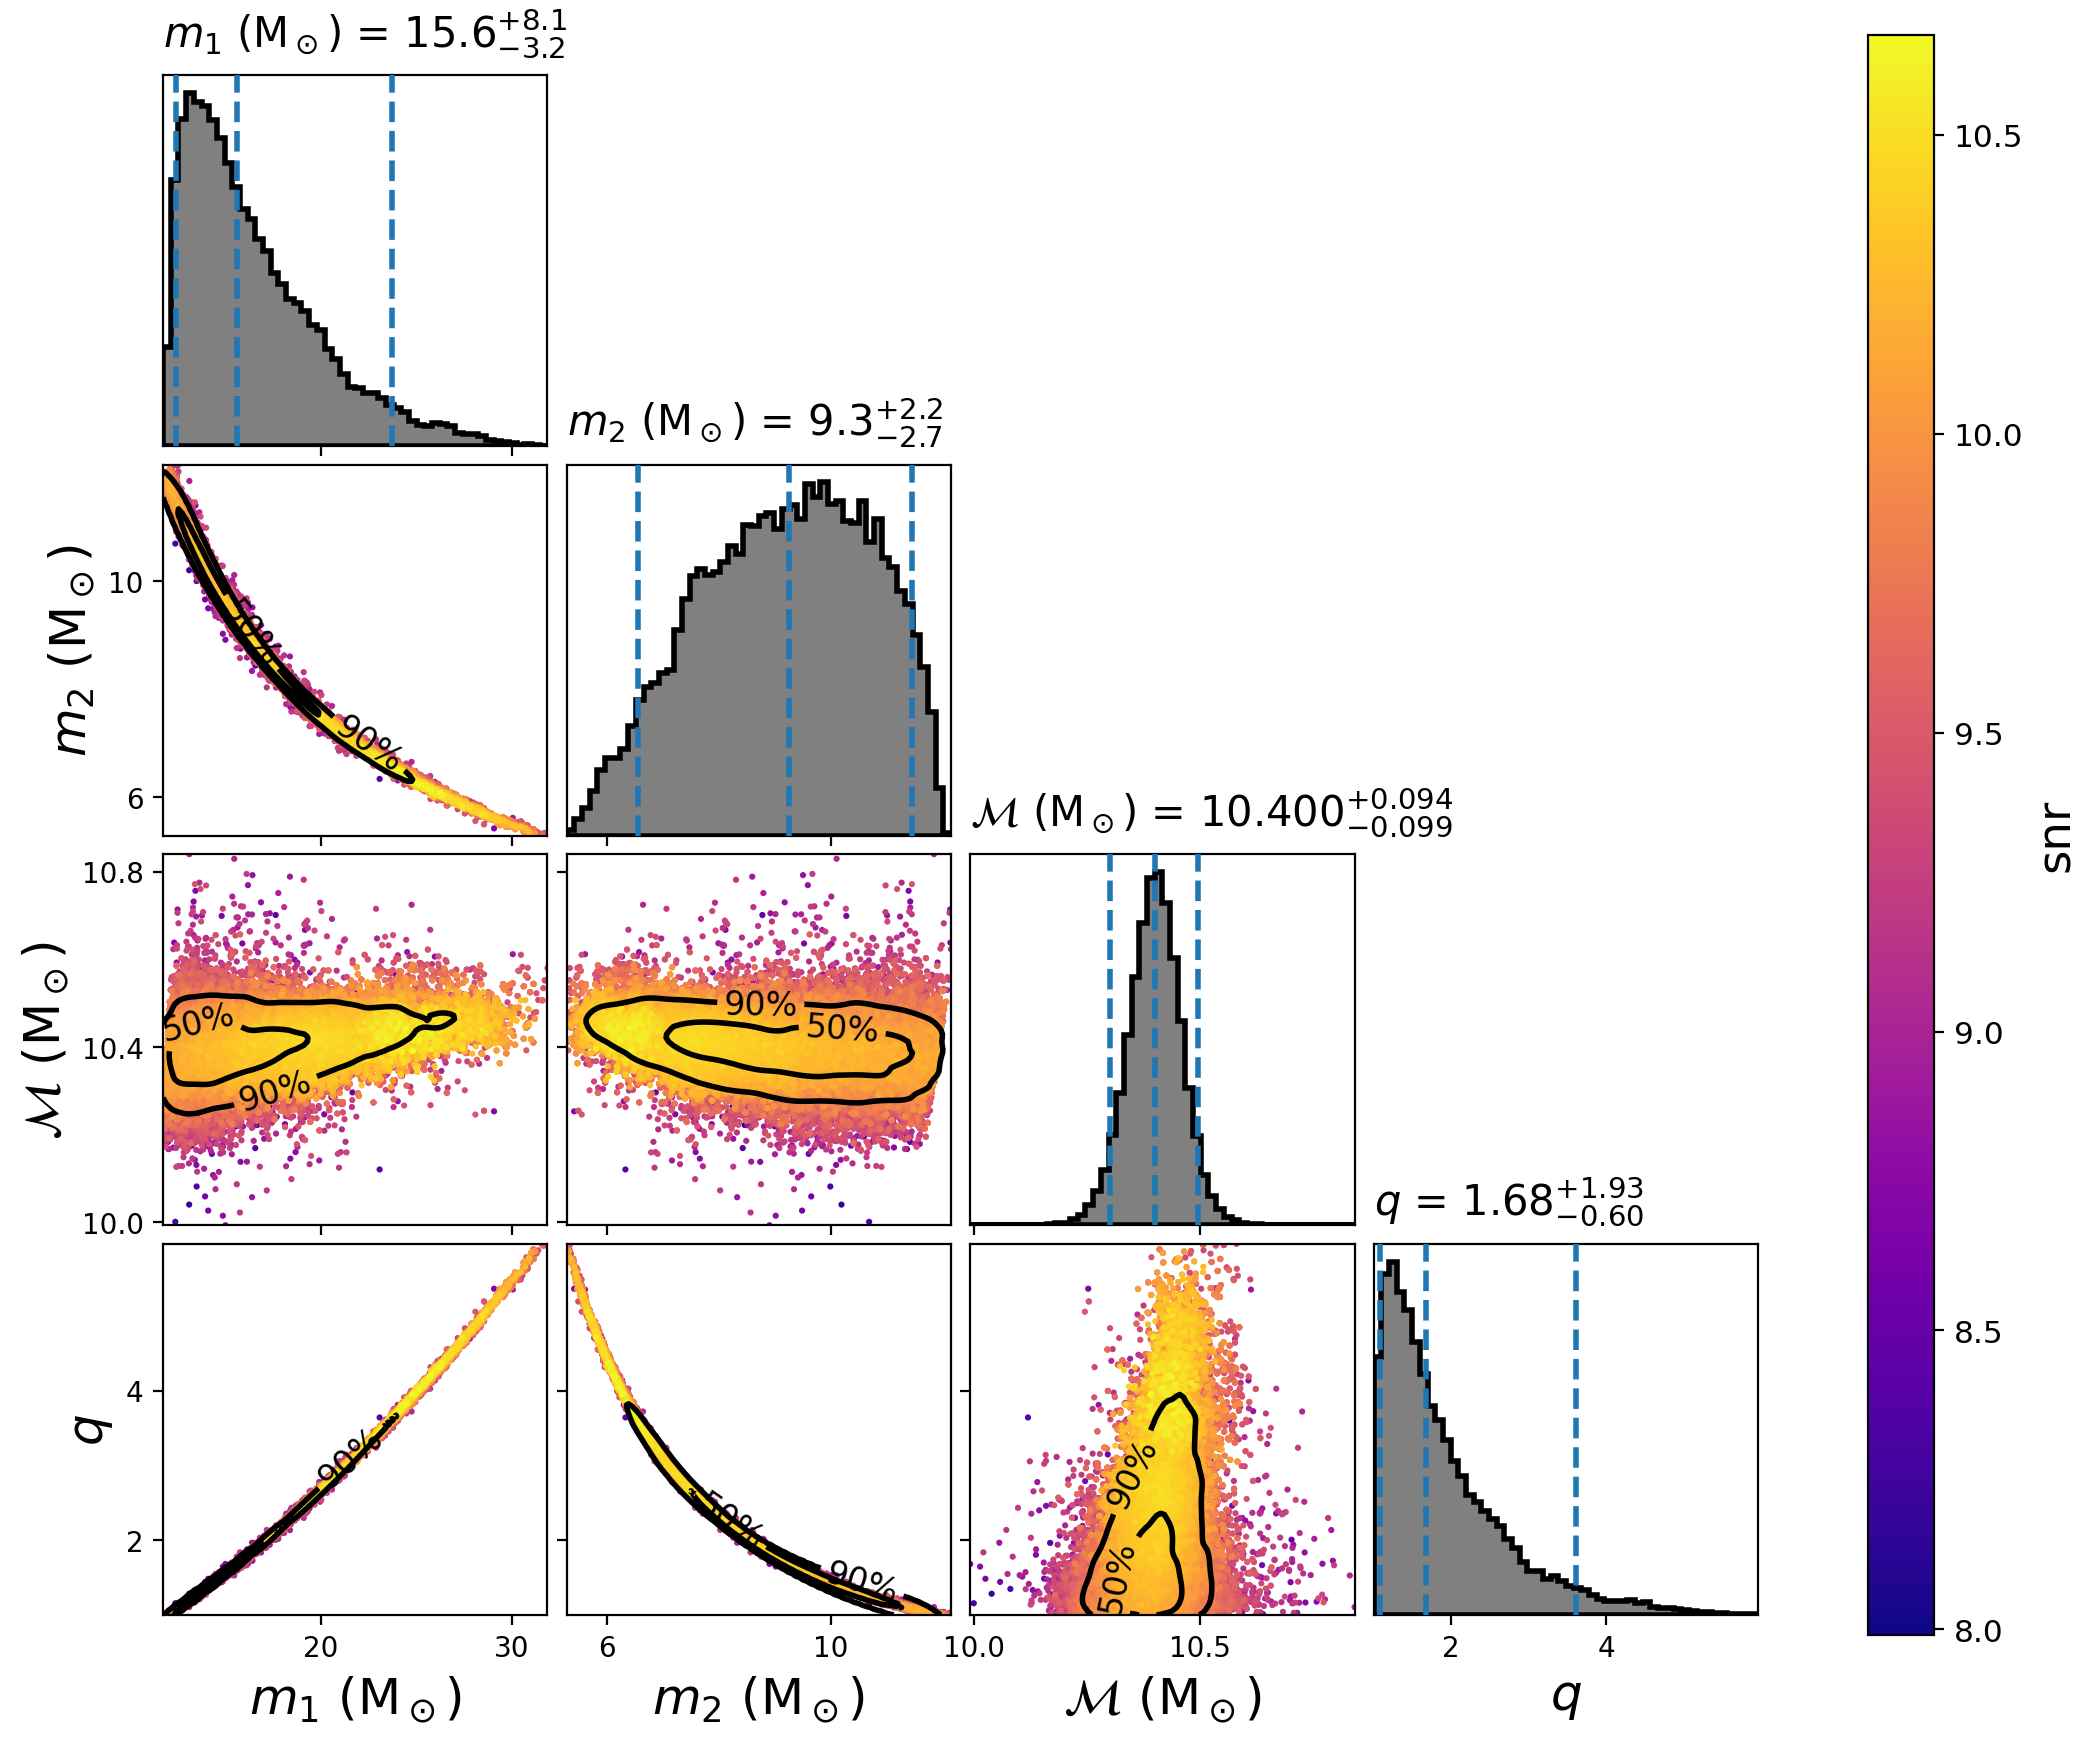 m₁ (M⊙) = 15.6+8.1−3.2
m₂ (M⊙) = 9.3+2.2−2.7
ℳ (M⊙) = 10.400+0.094−0.099
q = 1.68+1.93−0.60
m₂ (M⊙)
10
6
50%
90%
ℳ (M⊙)
10.8
10.4
10.0
50%
90%
90%
50%
q
4
2
90%
50%
90%
90%
50%
20
30
6
10
10.0
10.5
2
4
m₁ (M⊙)
m₂ (M⊙)
ℳ (M⊙)
q
10.5
10.0
9.5
9.0
8.5
8.0
snr